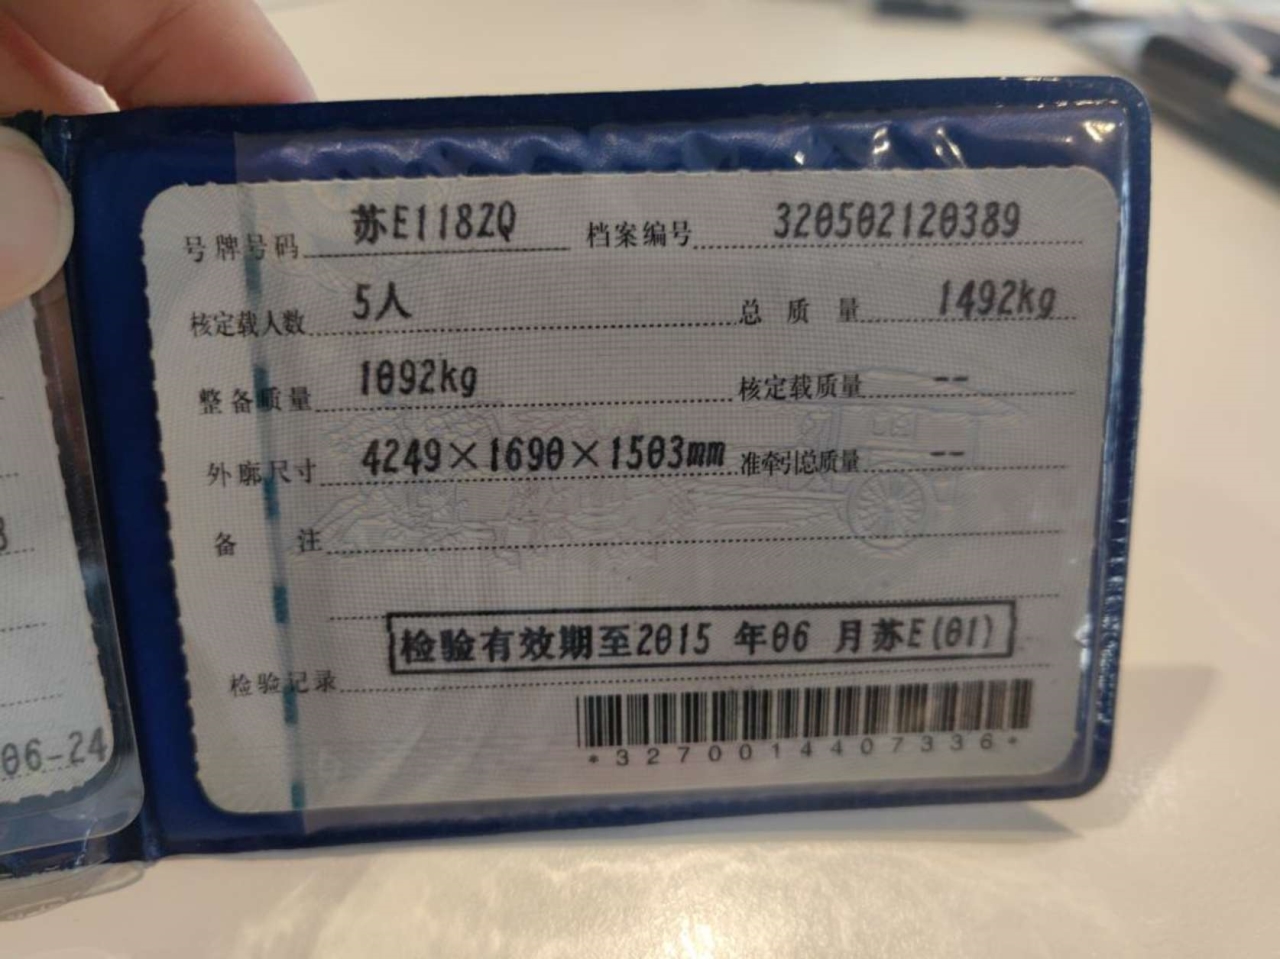 号牌号码 苏E118ZQ 档案编号 320502120389
核定载人数 5人 总质量 1492kg
整备质量 1092kg 核定载质量 --
外廓尺寸 4249×1690×1503mm 准牵引总质量 --
备注
检验有效期至2015 年06 月苏E(01)
检验记录
*3270014407336*
06-24